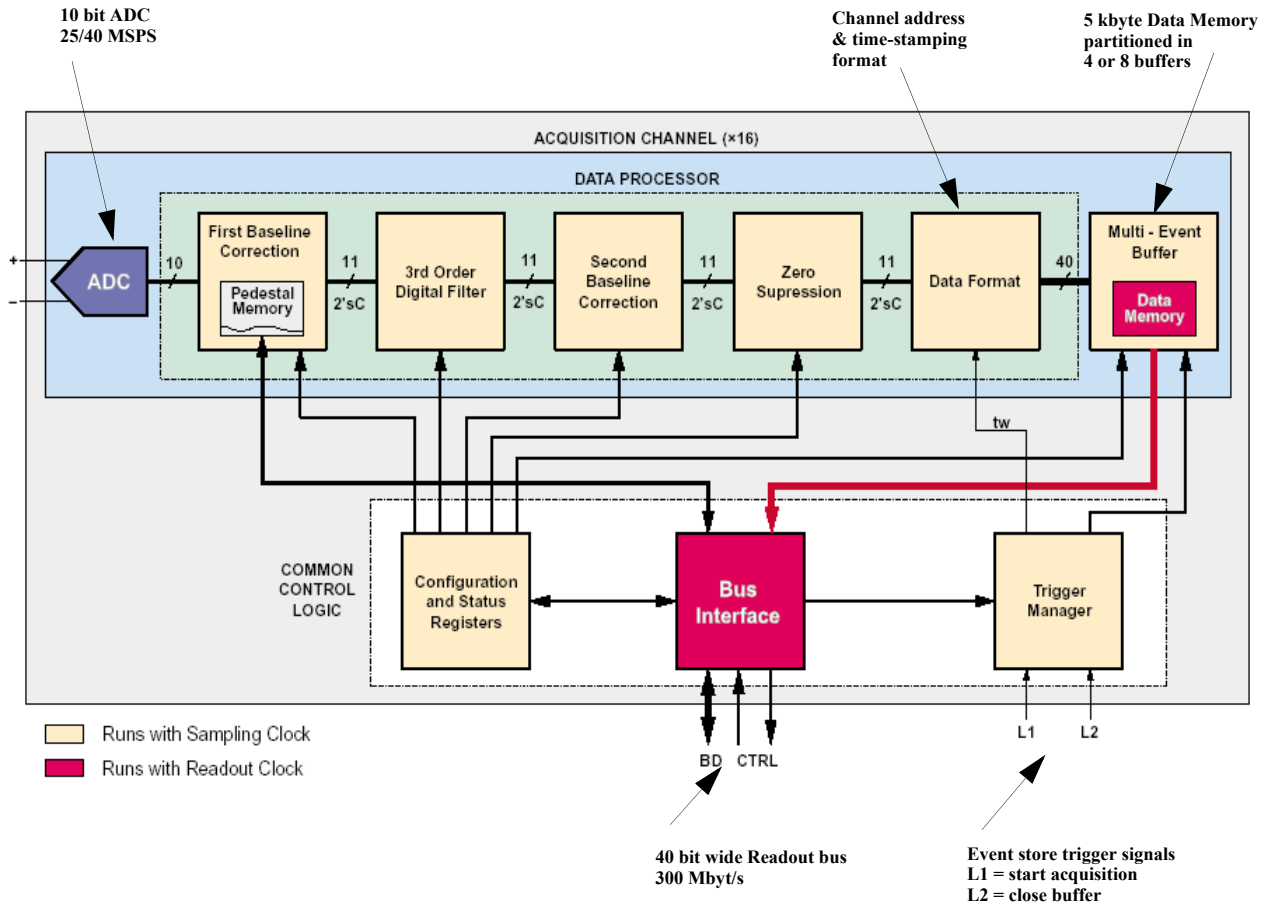 10 bit ADC
25/40 MSPS
Channel address
& time-stamping
format
5 kbyte Data Memory
partitioned in
4 or 8 buffers
ACQUISITION CHANNEL (×16)
DATA PROCESSOR
+
–
ADC
10
First Baseline
Correction
Pedestal
Memory
11
2'sC
3rd Order
Digital Filter
11
2'sC
Second
Baseline
Correction
11
2'sC
Zero
Supression
11
2'sC
Data Format
40
Multi - Event
Buffer
Data
Memory
tw
COMMON
CONTROL
LOGIC
Configuration
and Status
Registers
Bus
Interface
Trigger
Manager
BD
CTRL
L1
L2
Runs with Sampling Clock
Runs with Readout Clock
40 bit wide Readout bus
300 Mbyt/s
Event store trigger signals
L1 = start acquisition
L2 = close buffer